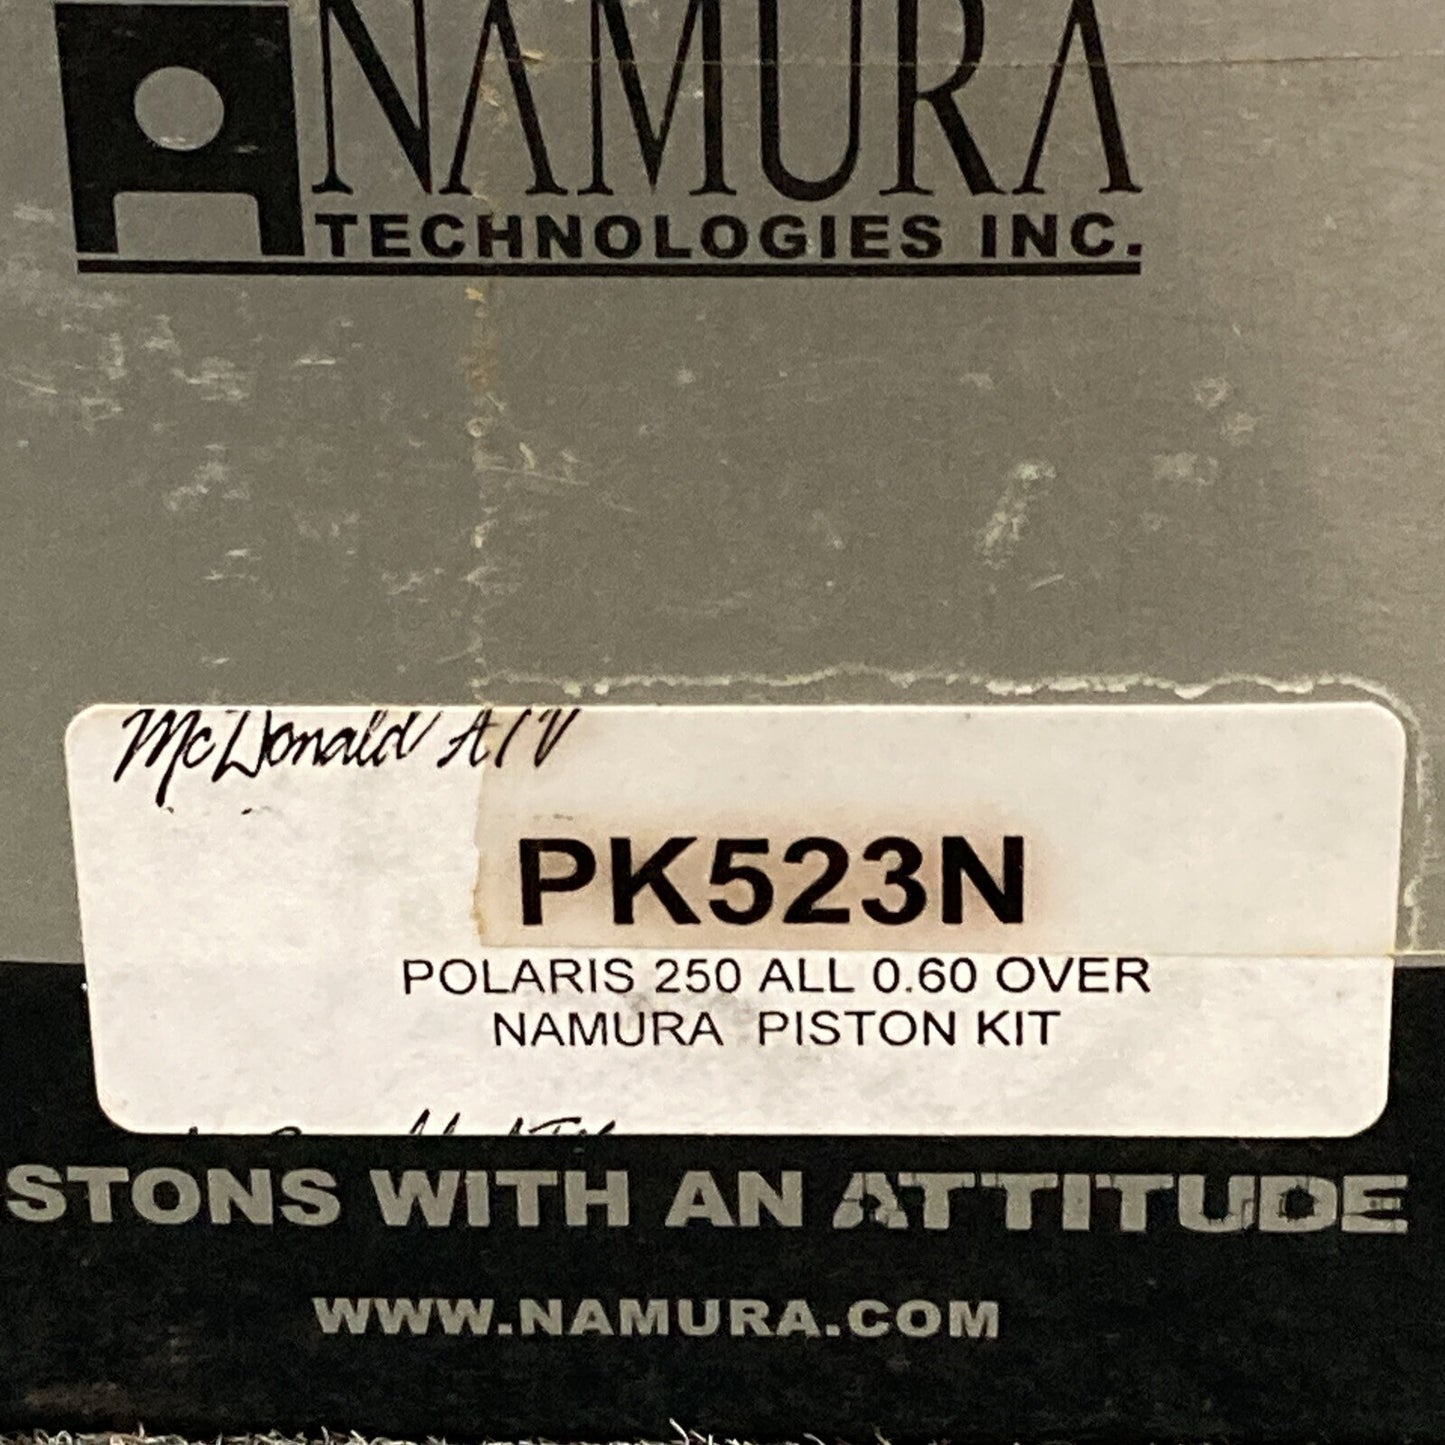 NAMURA
TECHNOLOGIES INC.
McDonald ATV
PK523N
POLARIS 250 ALL 0.60 OVER
NAMURA PISTON KIT
STONS WITH AN ATTITUDE
WWW.NAMURA.COM